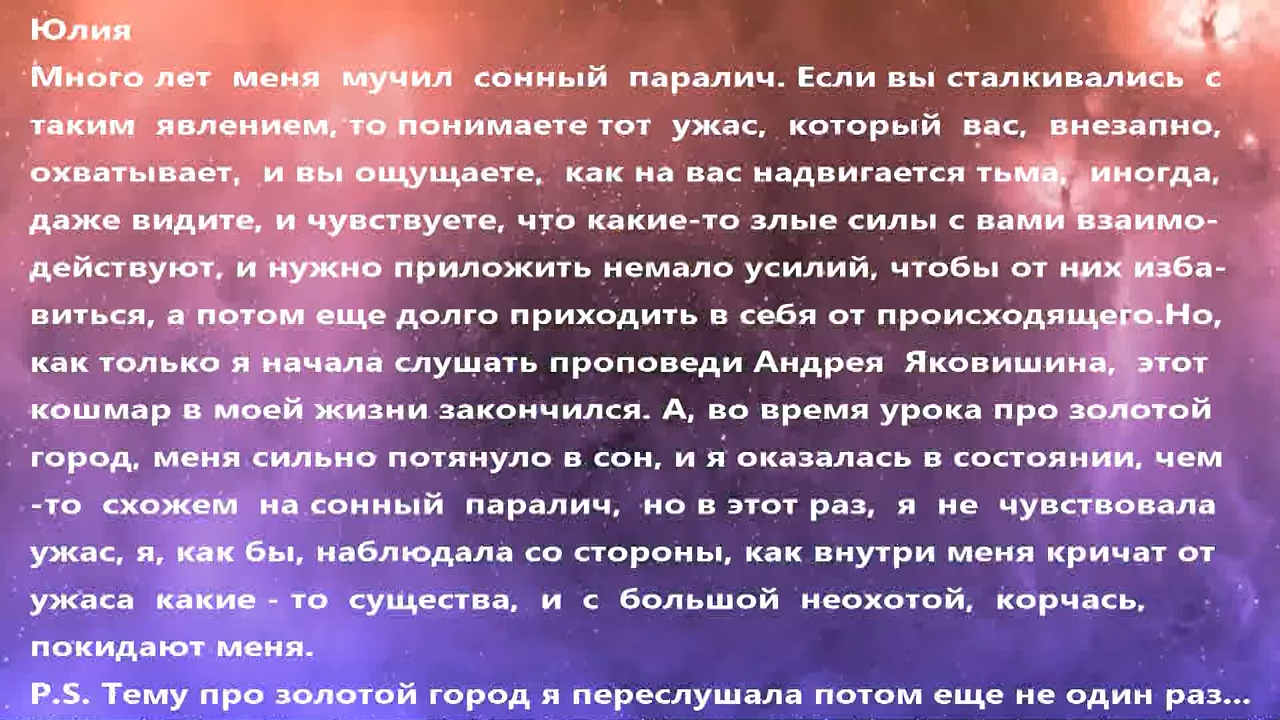 Юлия
Много лет меня мучил сонный паралич. Если вы сталкивались с
таким явлением, то понимаете тот ужас, который вас, внезапно,
охватывает, и вы ощущаете, как на вас надвигается тьма, иногда,
даже видите, и чувствуете, что какие-то злые силы с вами взаимо-
действуют, и нужно приложить немало усилий, чтобы от них изба-
виться, а потом еще долго приходить в себя от происходящего.Но,
как только я начала слушать проповеди Андрея Яковишина, этот
кошмар в моей жизни закончился. А, во время урока про золотой
город, меня сильно потянуло в сон, и я оказалась в состоянии, чем
-то схожем на сонный паралич, но в этот раз, я не чувствовала
ужас, я, как бы, наблюдала со стороны, как внутри меня кричат от
ужаса какие - то существа, и с большой неохотой, корчась,
покидают меня.
P.S. Тему про золотой город я переслушала потом еще не один раз...